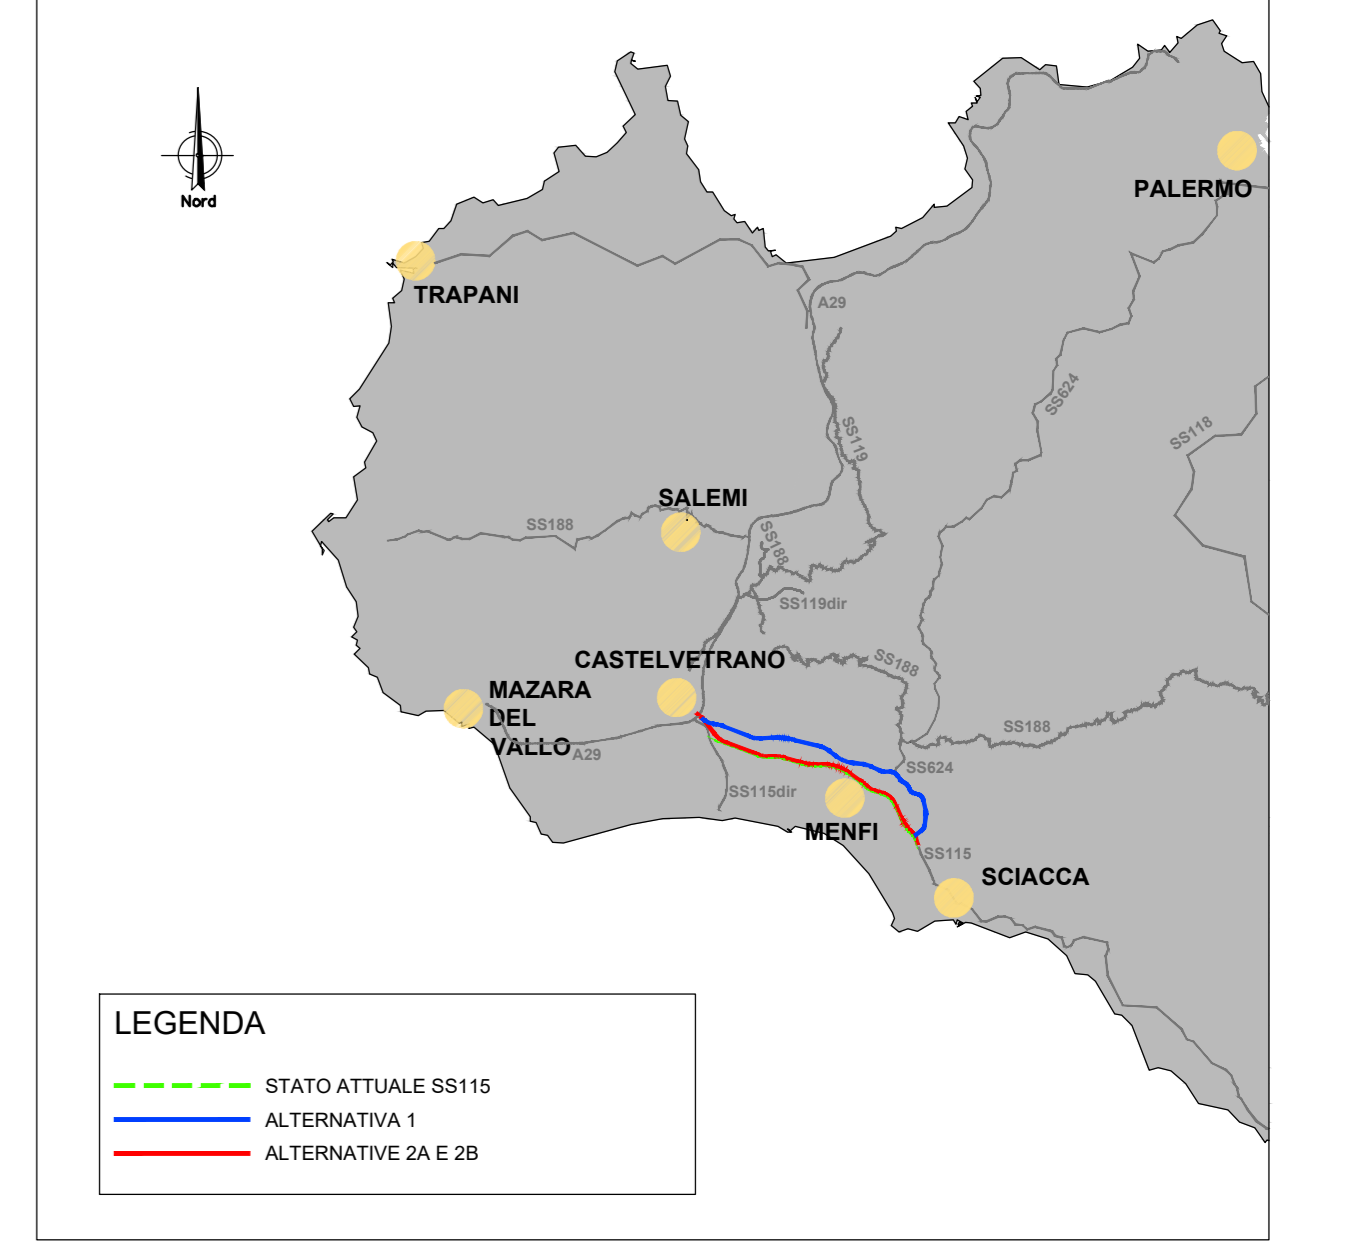 Nord
PALERMO
TRAPANI
A29
SS624
SS119
SS118
SALEMI
SS188
SS188
SS119dir
CASTELVETRANO
SS188
MAZARA
DEL
VALLO
A29
SS188
SS624
SS115dir
MENFI
SS115
SCIACCA
LEGENDA
STATO ATTUALE SS115
ALTERNATIVA 1
ALTERNATIVE 2A E 2B